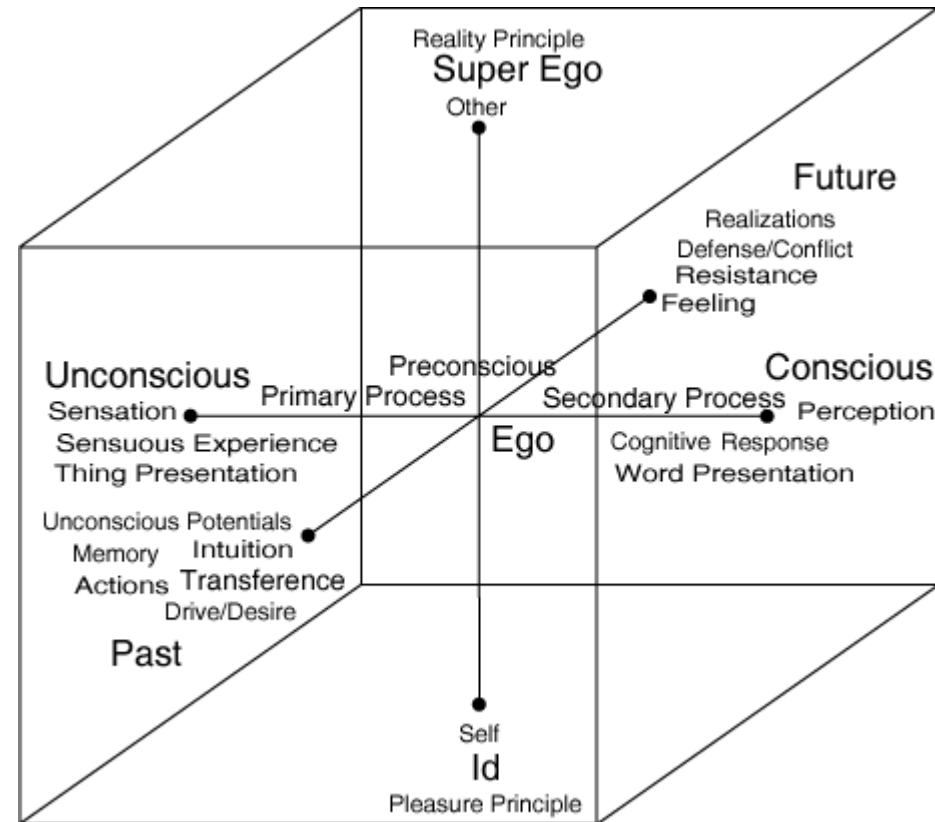 Reality Principle
Super Ego
Other
Future
Realizations
Defense/Conflict
Resistance
Feeling
Preconscious
Unconscious
Conscious
Primary Process
Secondary Process
Sensation
Perception
Ego
Sensuous Experience
Cognitive Response
Thing Presentation
Word Presentation
Unconscious Potentials
Memory
Intuition
Actions
Transference
Drive/Desire
Past
Self
Id
Pleasure Principle